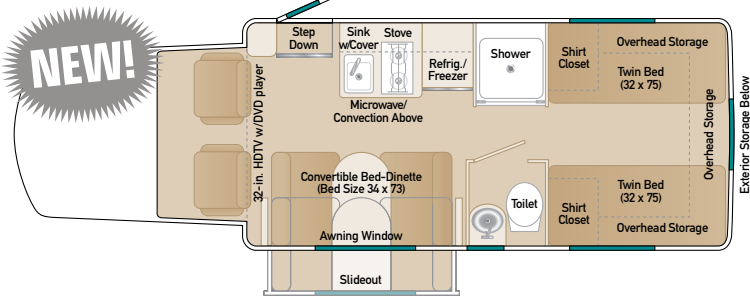 NEW!
Step
Down
Sink
w/Cover
Stove
Refrig./
Freezer
Shower
Shirt
Closet
Overhead Storage
Twin Bed
(32 x 75)
Microwave/
Convection Above
32-in. HDTV w/DVD player
Overhead Storage
Exterior Storage Below
Convertible Bed-Dinette
(Bed Size 34 x 73)
Toilet
Shirt
Closet
Twin Bed
(32 x 75)
Overhead Storage
Awning Window
Slideout